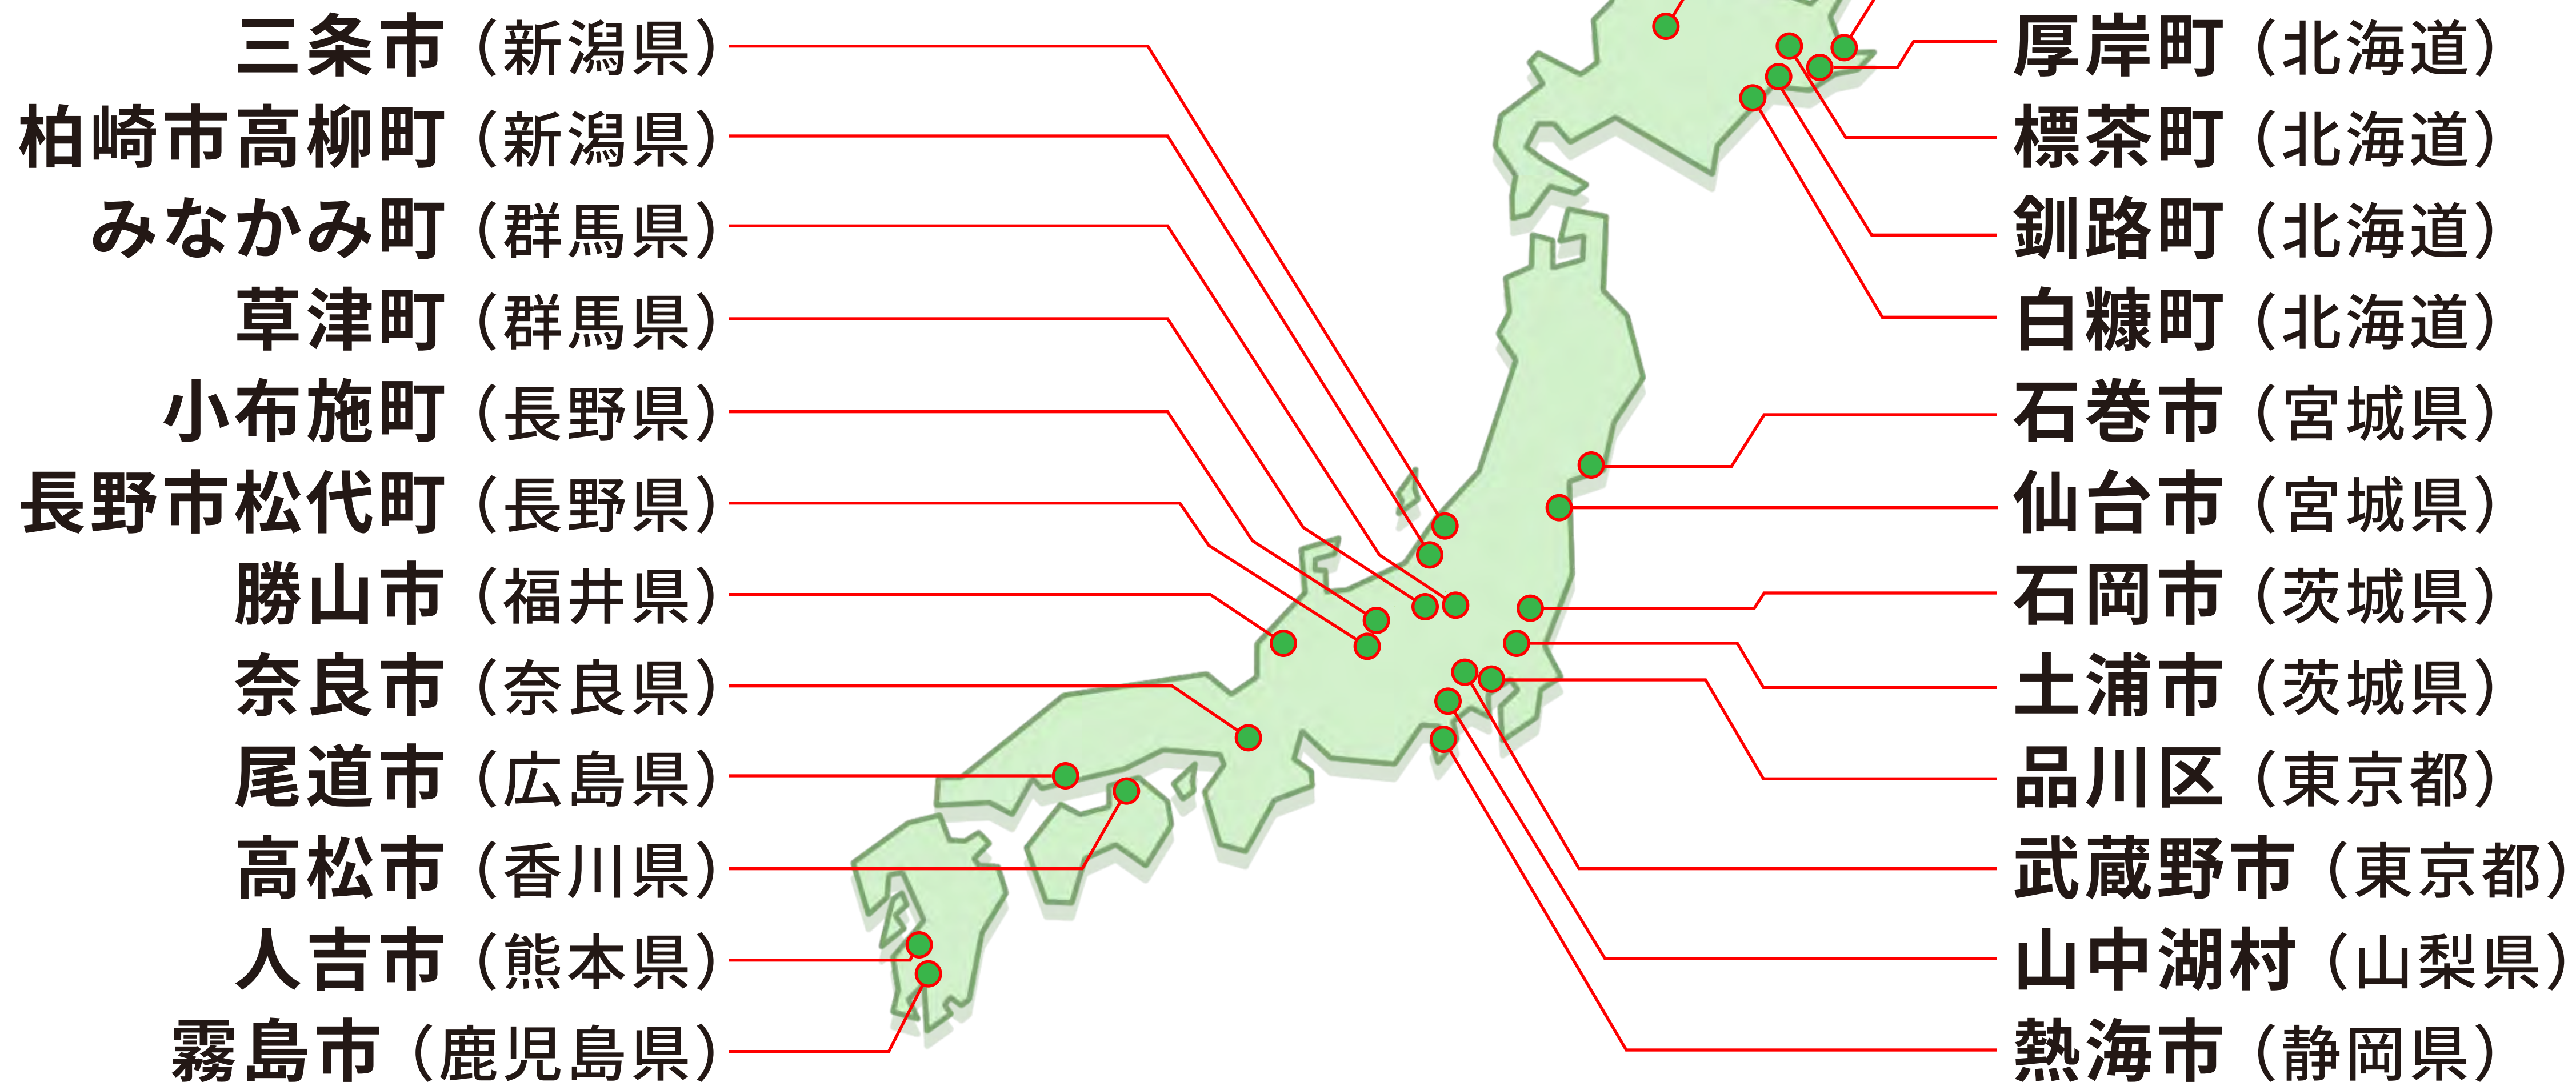 三条市（新潟県）
柏崎市高柳町（新潟県）
みなかみ町（群馬県）
草津町（群馬県）
小布施町（長野県）
長野市松代町（長野県）
勝山市（福井県）
奈良市（奈良県）
尾道市（広島県）
高松市（香川県）
人吉市（熊本県）
霧島市（鹿児島県）
厚岸町（北海道）
標茶町（北海道）
釧路町（北海道）
白糠町（北海道）
石巻市（宮城県）
仙台市（宮城県）
石岡市（茨城県）
土浦市（茨城県）
品川区（東京都）
武蔵野市（東京都）
山中湖村（山梨県）
熱海市（静岡県）